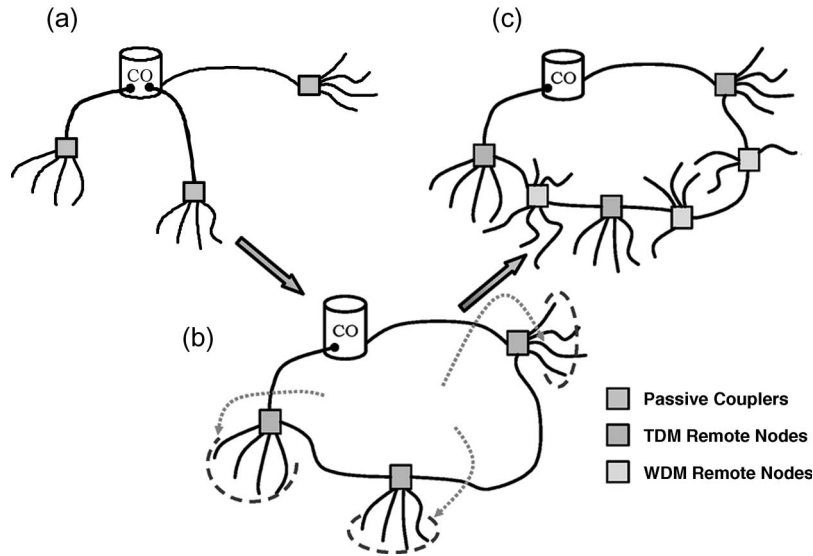 (a)
CO
(c)
CO
(b)
CO
Passive Couplers
TDM Remote Nodes
WDM Remote Nodes